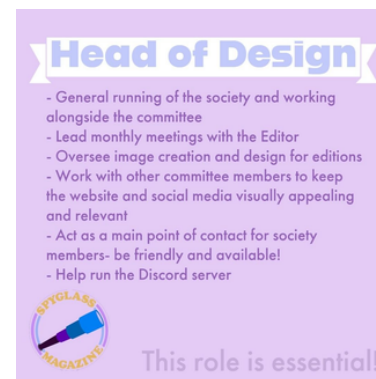 Head of Design
- General running of the society and working
alongside the committee
- Lead monthly meetings with the Editor
- Oversee image creation and design for editions
- Work with other committee members to keep
the website and social media visually appealing
and relevant
- Act as a main point of contact for society
members- be friendly and available!
- Help run the Discord server
SPYGLASS
MAGAZINE
This role is essential!